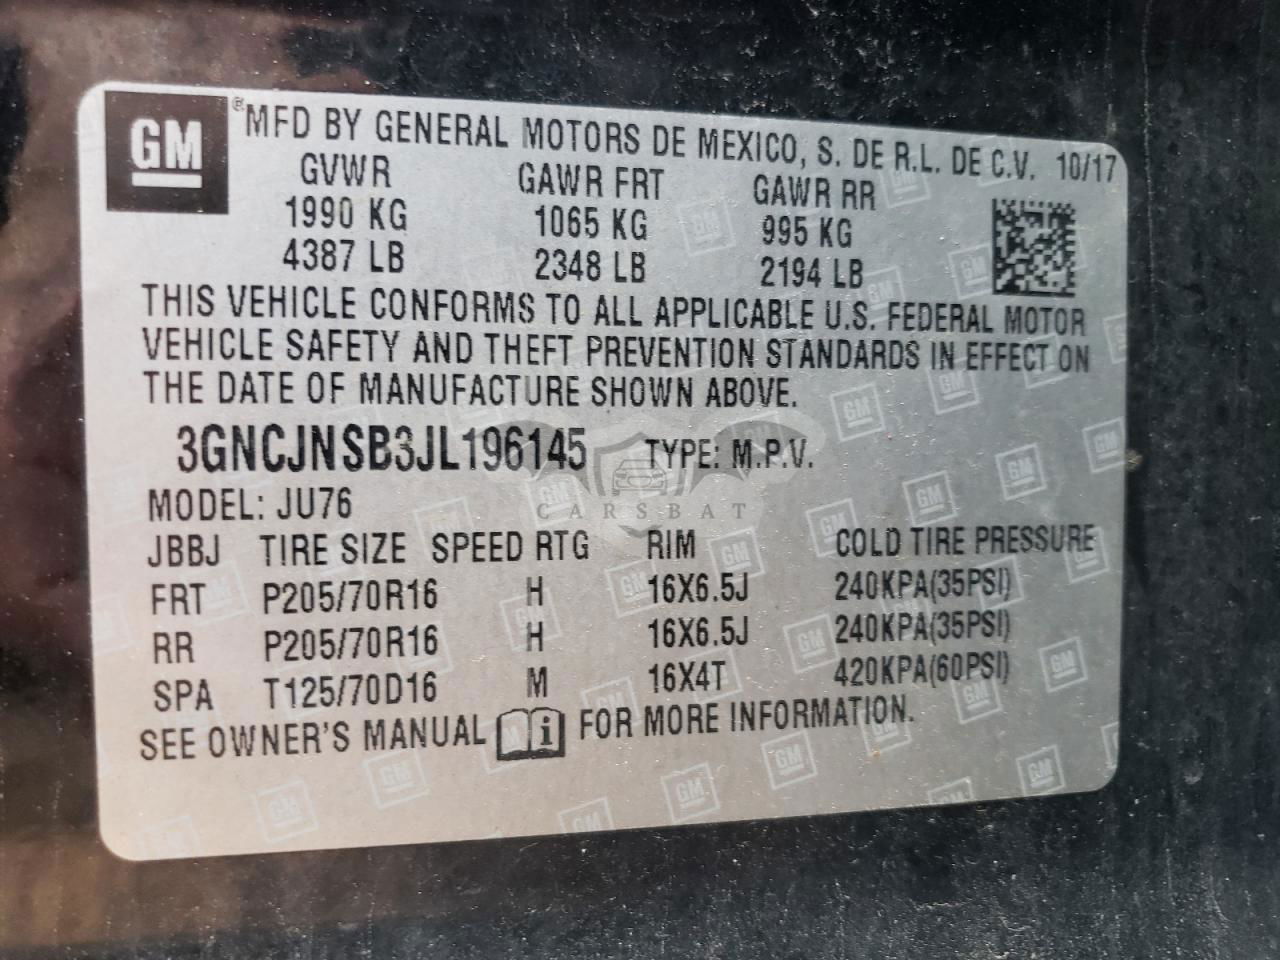 GM ® MFD BY GENERAL MOTORS DE MEXICO, S. DE R.L. DE C.V. 10/17
GVWR GAWR FRT GAWR RR
1990 KG 1065 KG 995 KG
4387 LB 2348 LB 2194 LB
THIS VEHICLE CONFORMS TO ALL APPLICABLE U.S. FEDERAL MOTOR
VEHICLE SAFETY AND THEFT PREVENTION STANDARDS IN EFFECT ON
THE DATE OF MANUFACTURE SHOWN ABOVE.
3GNCJNSB3JL196145 TYPE: M.P.V.
CARSBAT
MODEL: JU76
JBBJ TIRE SIZE SPEED RTG RIM COLD TIRE PRESSURE
FRT P205/70R16 H 16X6.5J 240KPA(35PSI)
RR P205/70R16 H 16X6.5J 240KPA(35PSI)
SPA T125/70D16 M 16X4T 420KPA(60PSI)
SEE OWNER'S MANUAL i FOR MORE INFORMATION.